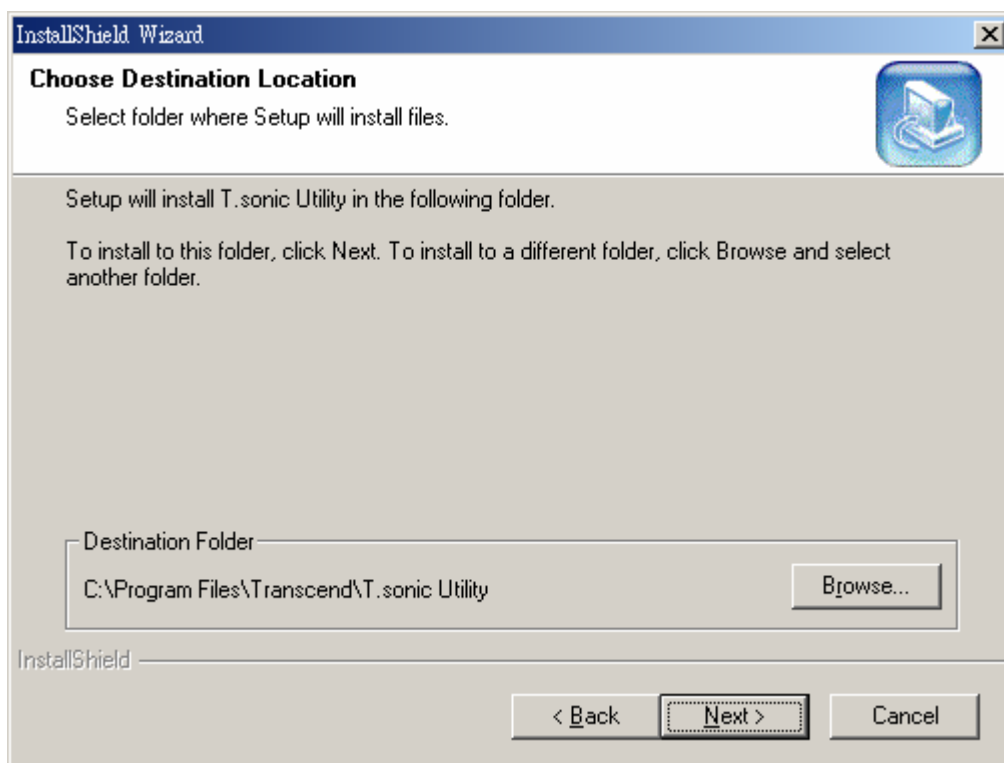 InstallShield Wizard
Choose Destination Location
Select folder where Setup will install files.
Setup will install T.sonic Utility in the following folder.
To install to this folder, click Next. To install to a different folder, click Browse and select
another folder.
Destination Folder
C:\Program Files\Transcend\T.sonic Utility
Browse...
InstallShield
< Back
Next >
Cancel